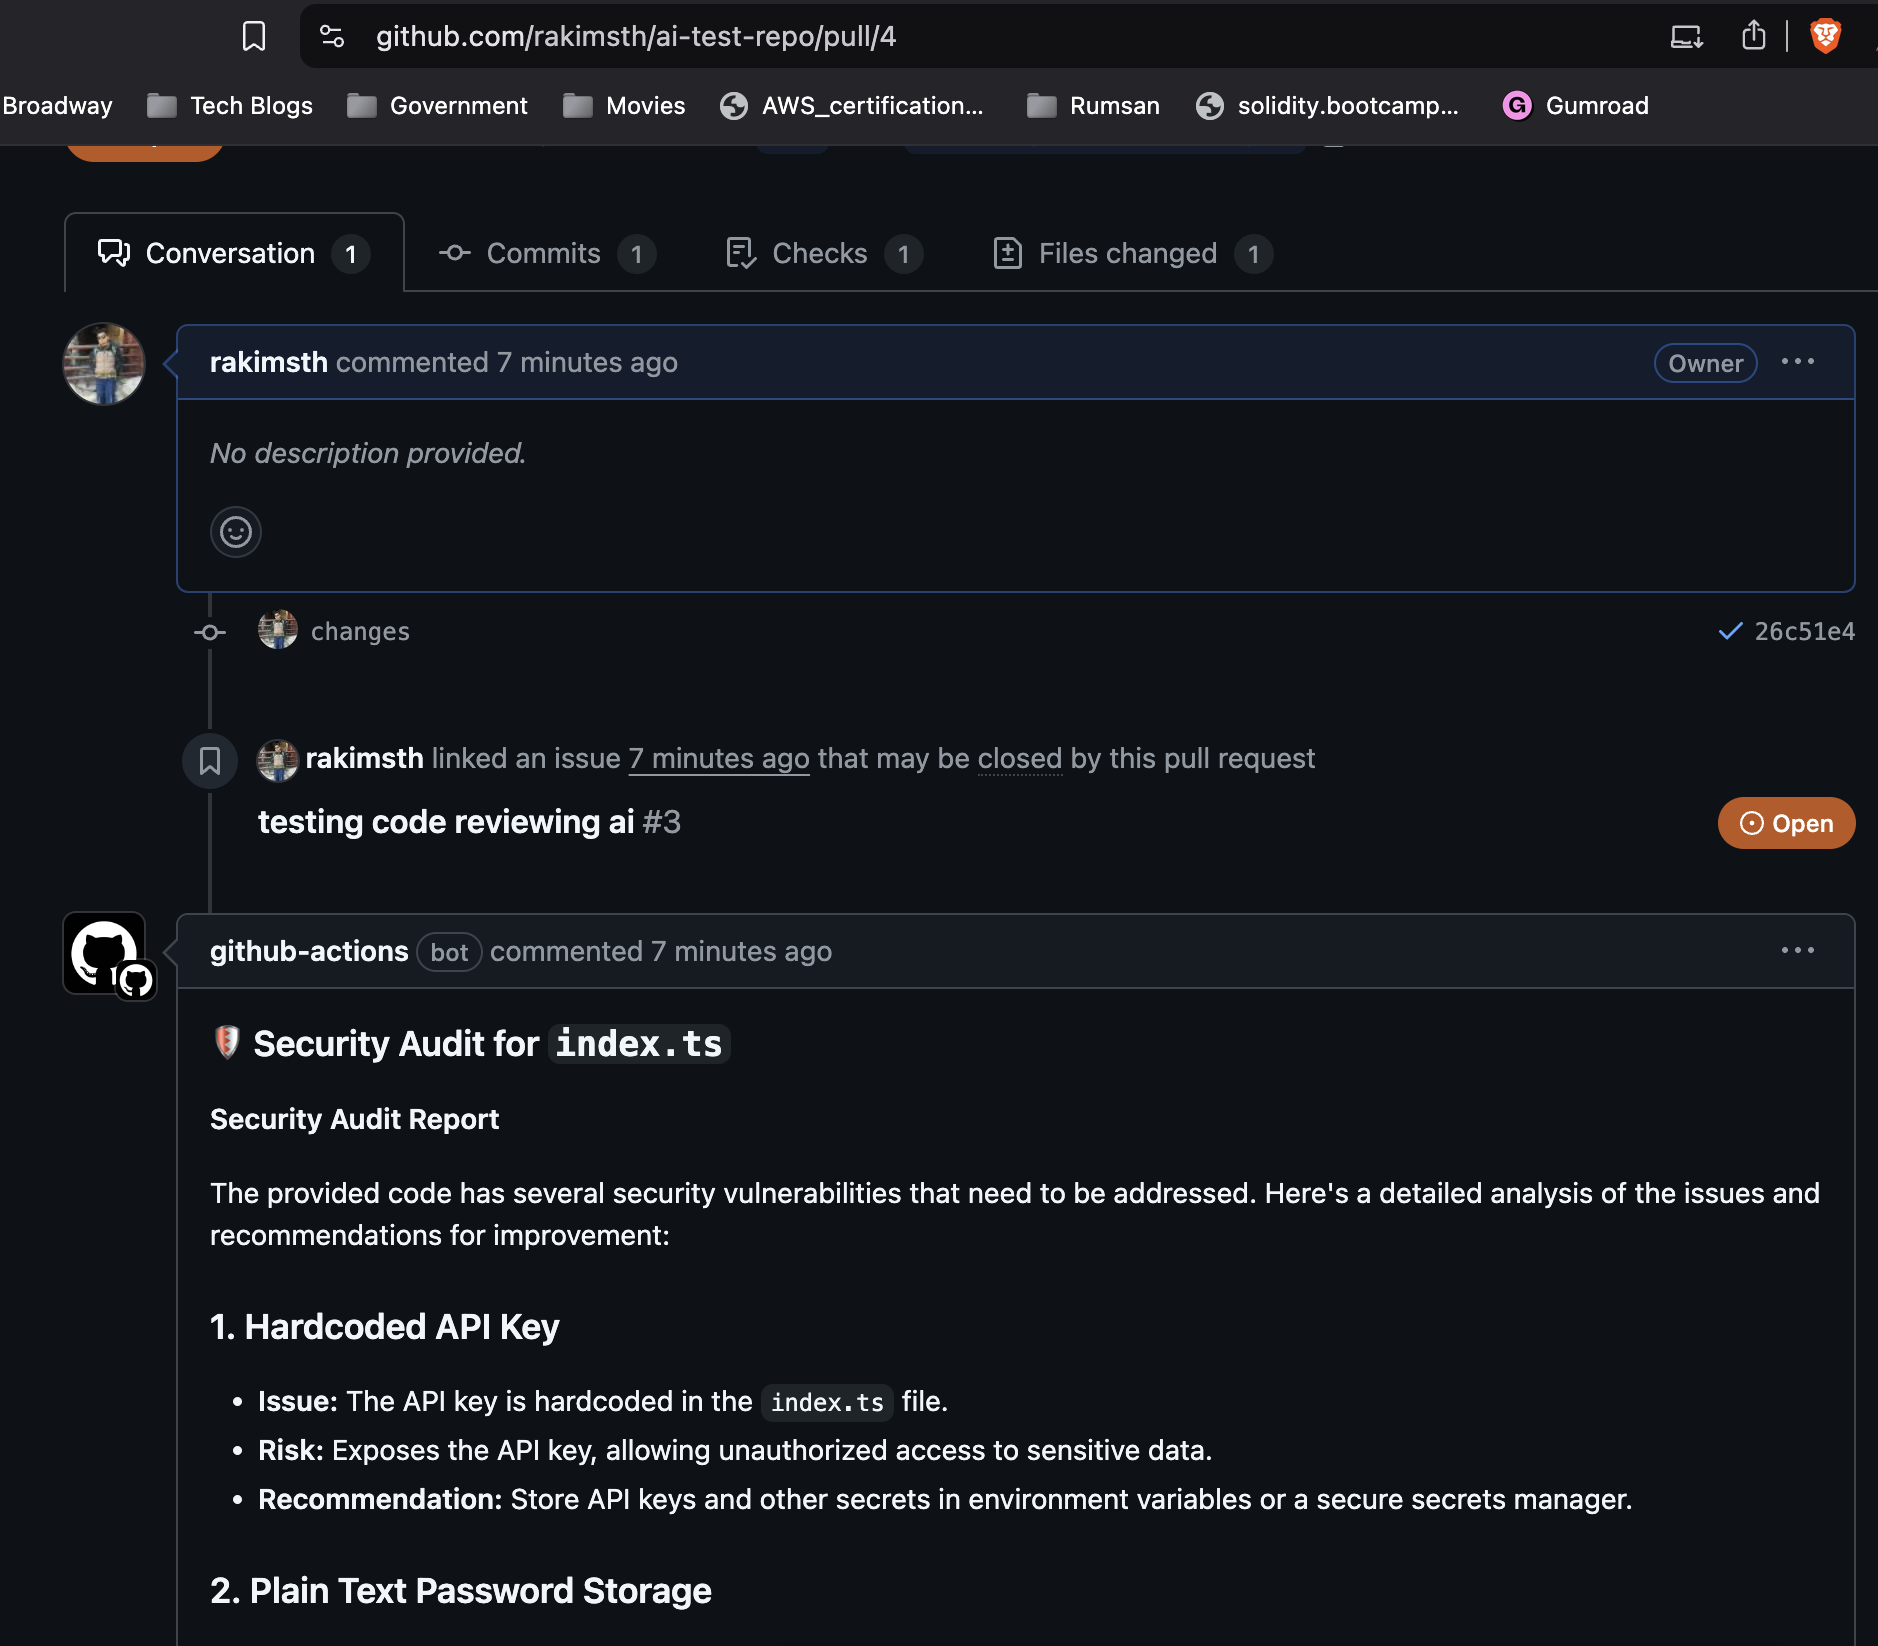 github.com/rakimsth/ai-test-repo/pull/4
Broadway Tech Blogs Government Movies AWS_certification... Rumsan solidity.bootcamp... G Gumroad
Conversation 1 Commits 1 Checks 1 Files changed 1
rakimsth commented 7 minutes ago Owner
No description provided.
changes 26c51e4
rakimsth linked an issue 7 minutes ago that may be closed by this pull request
testing code reviewing ai #3 Open
github-actions bot commented 7 minutes ago
Security Audit for index.ts
Security Audit Report
The provided code has several security vulnerabilities that need to be addressed. Here's a detailed analysis of the issues and
recommendations for improvement:
1. Hardcoded API Key
• Issue: The API key is hardcoded in the index.ts file.
• Risk: Exposes the API key, allowing unauthorized access to sensitive data.
• Recommendation: Store API keys and other secrets in environment variables or a secure secrets manager.
2. Plain Text Password Storage